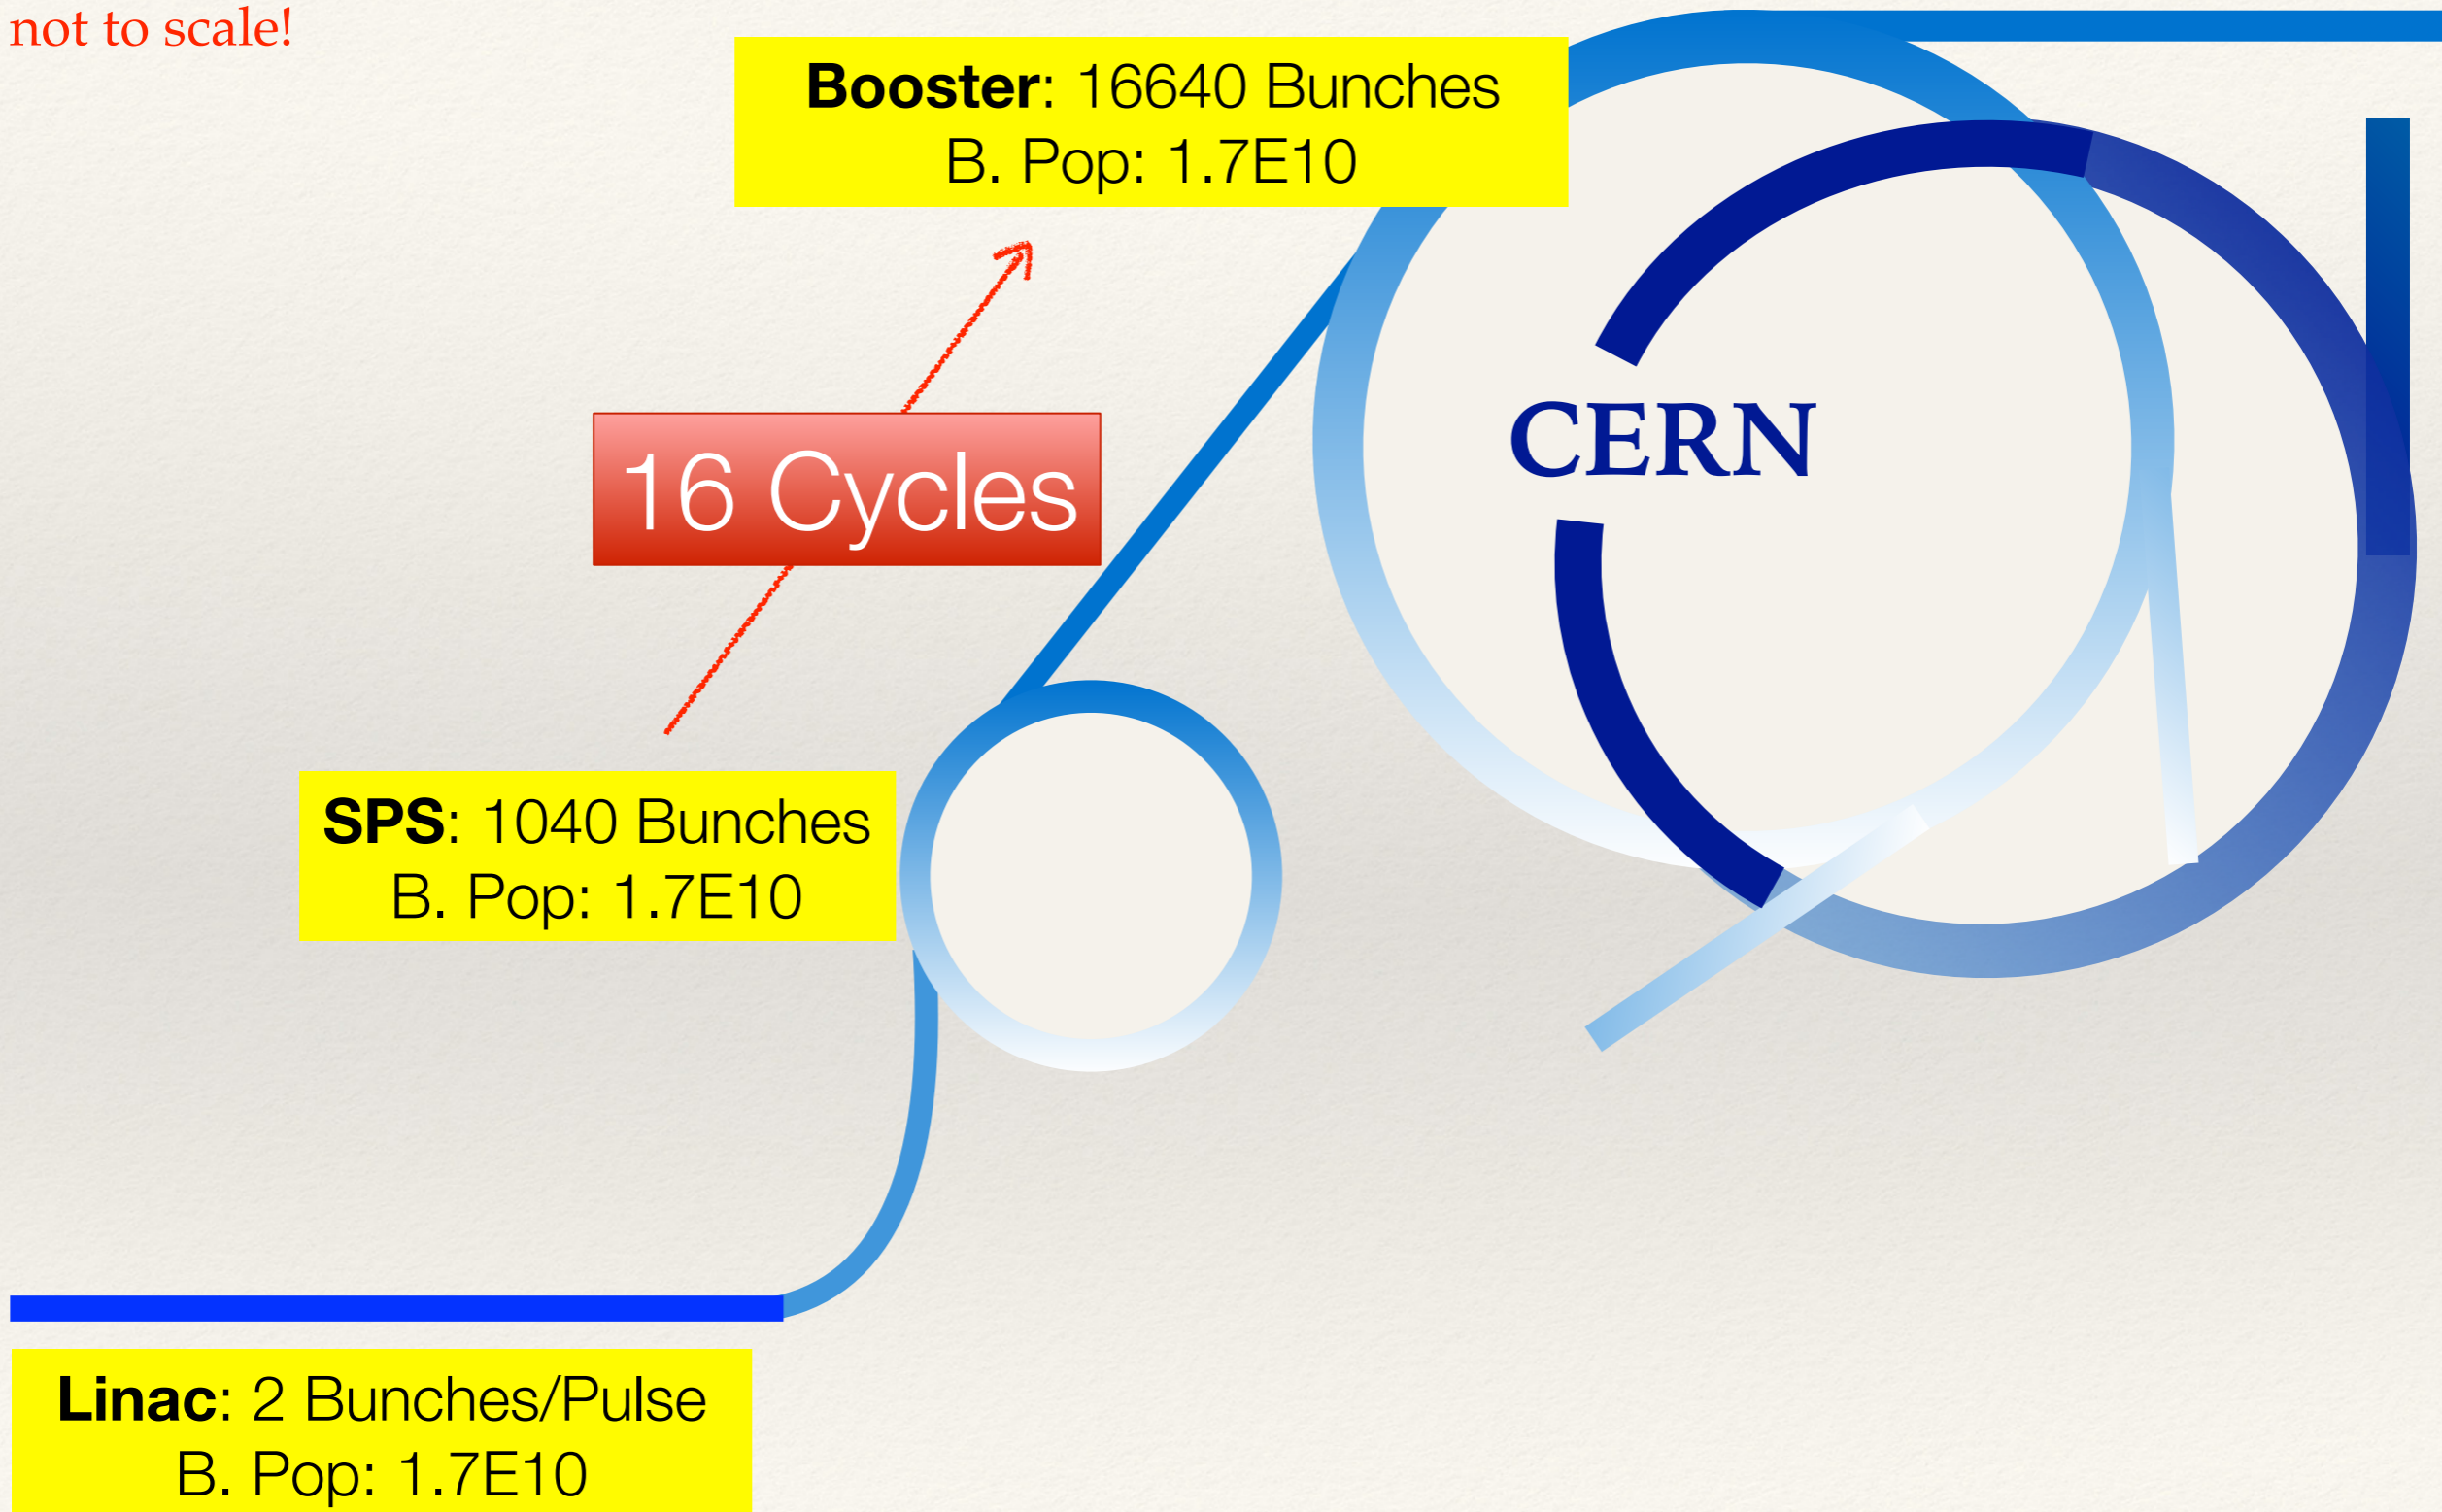 not to scale!
Booster: 16640 Bunches
B. Pop: 1.7E10
16 Cycles
CERN
SPS: 1040 Bunches
B. Pop: 1.7E10
Linac: 2 Bunches/Pulse
B. Pop: 1.7E10